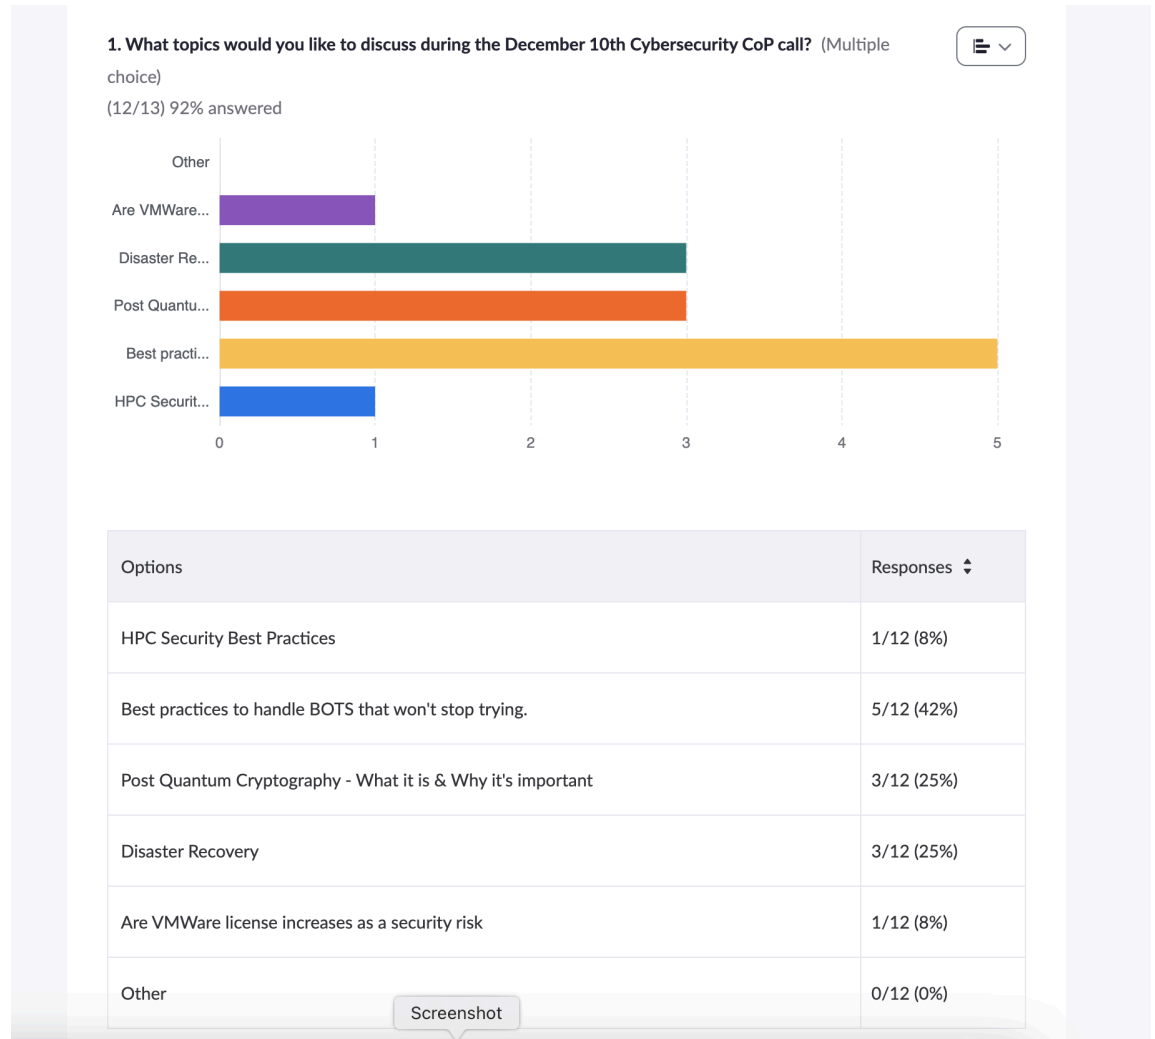 1. What topics would you like to discuss during the December 10th Cybersecurity CoP call? (Multiple
choice)
(12/13) 92% answered
Other
Are VMWare...
Disaster Re...
Post Quantu...
Best practi...
HPC Securit...
0 1 2 3 4 5
Options Responses
HPC Security Best Practices 1/12 (8%)
Best practices to handle BOTS that won't stop trying. 5/12 (42%)
Post Quantum Cryptography - What it is & Why it's important 3/12 (25%)
Disaster Recovery 3/12 (25%)
Are VMWare license increases as a security risk 1/12 (8%)
Other 0/12 (0%)
Screenshot